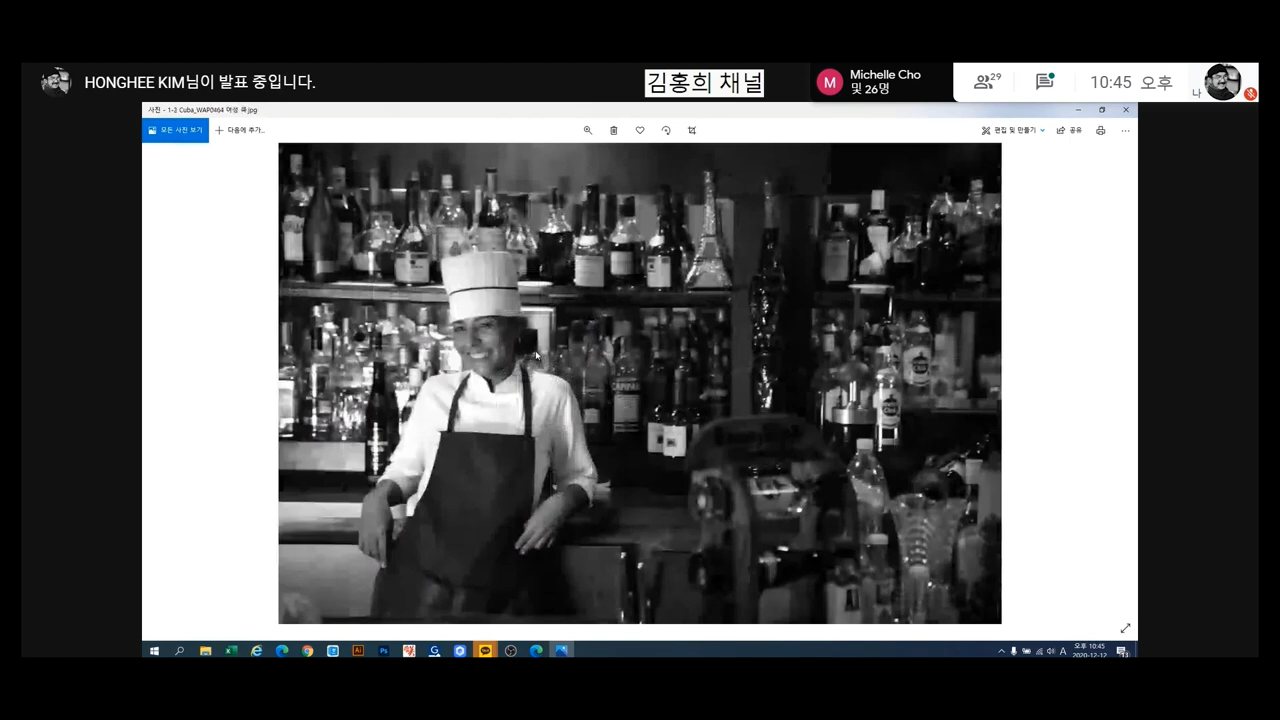 HONGHEE KIM님이 발표 중입니다.
김홍희 채널
M
Michelle Cho
및 26명
29
10:45 오후
나
사진 - 1-2 Cuba_WAP0464 여성 쿡.jpg
모든 사진 보기
다음에 추가...
편집 및 만들기
공유
CAMPARI
오후 10:45
2020-12-12
A